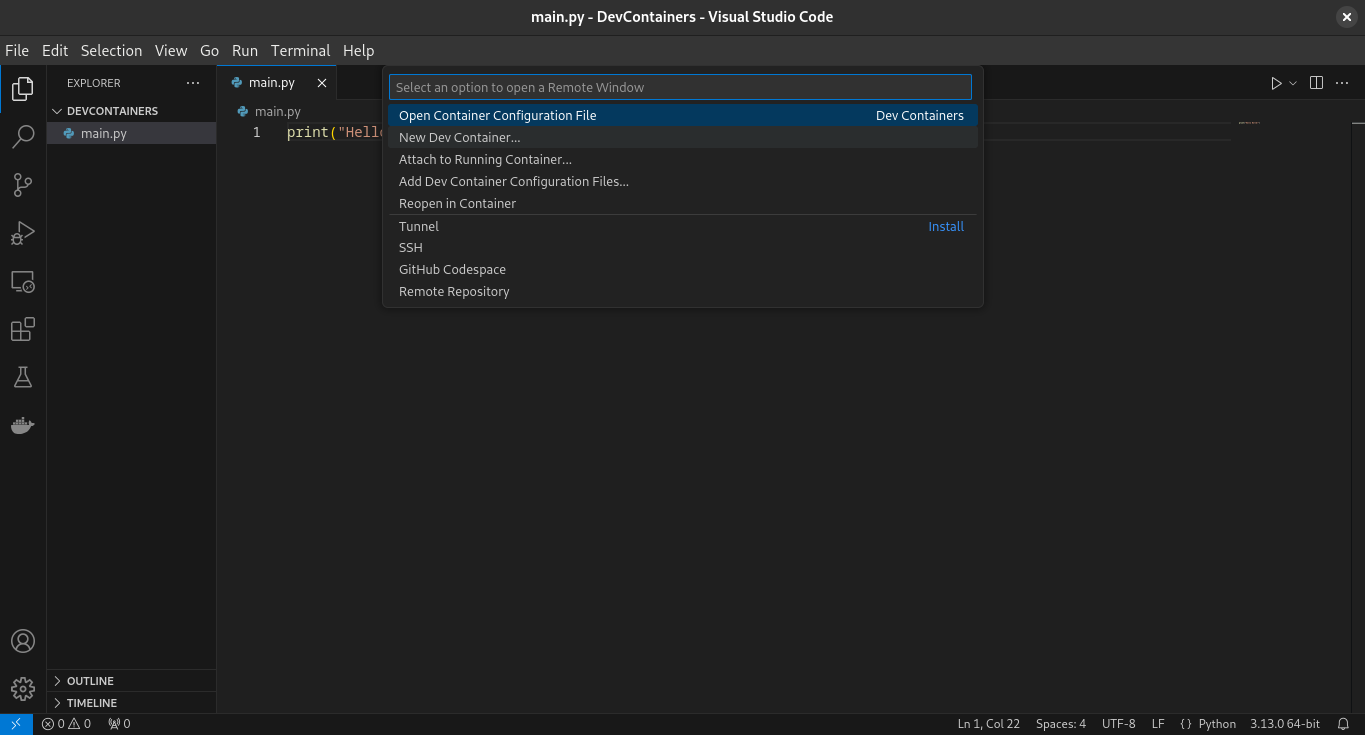 main.py - DevContainers - Visual Studio Code
File Edit Selection View Go Run Terminal Help
EXPLORER
DEVCONTAINERS
main.py
main.py
main.py
1 print("Hello
Select an option to open a Remote Window
Open Container Configuration File Dev Containers
New Dev Container...
Attach to Running Container...
Add Dev Container Configuration Files...
Reopen in Container
Tunnel Install
SSH
GitHub Codespace
Remote Repository
OUTLINE
TIMELINE
0 0 0 Ln 1, Col 22 Spaces: 4 UTF-8 LF {} Python 3.13.0 64-bit